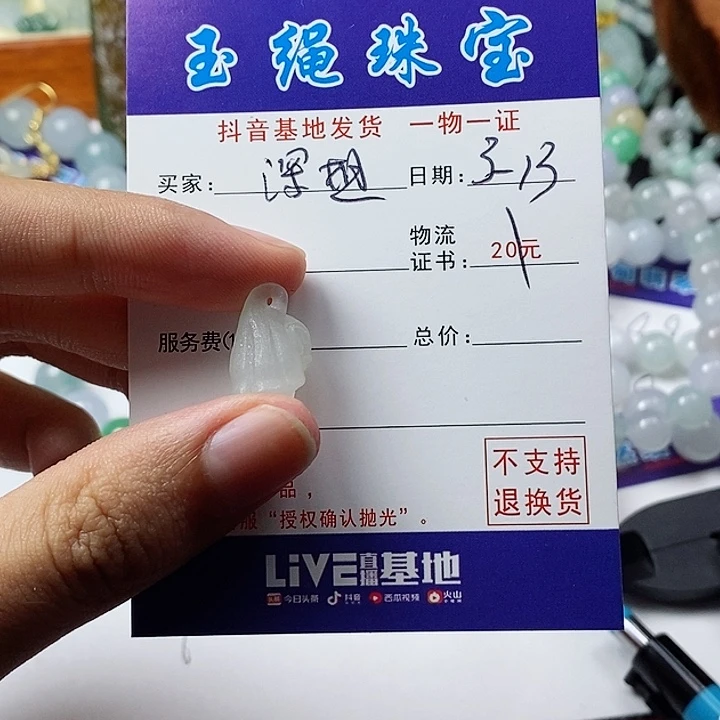 玉绳珠宝
抖音基地发货 一物一证
买家： 日期：3-13
物流
证书：20元
服务费(1 总价：
品，
服“授权确认抛光”。
不支持
退换货
LiVE直播基地
今日头条 抖音 西瓜视频 火山